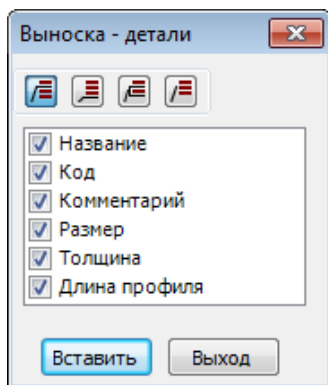 Выноска - детали
Название
Код
Комментарий
Размер
Толщина
Длина профиля
Вставить Выход